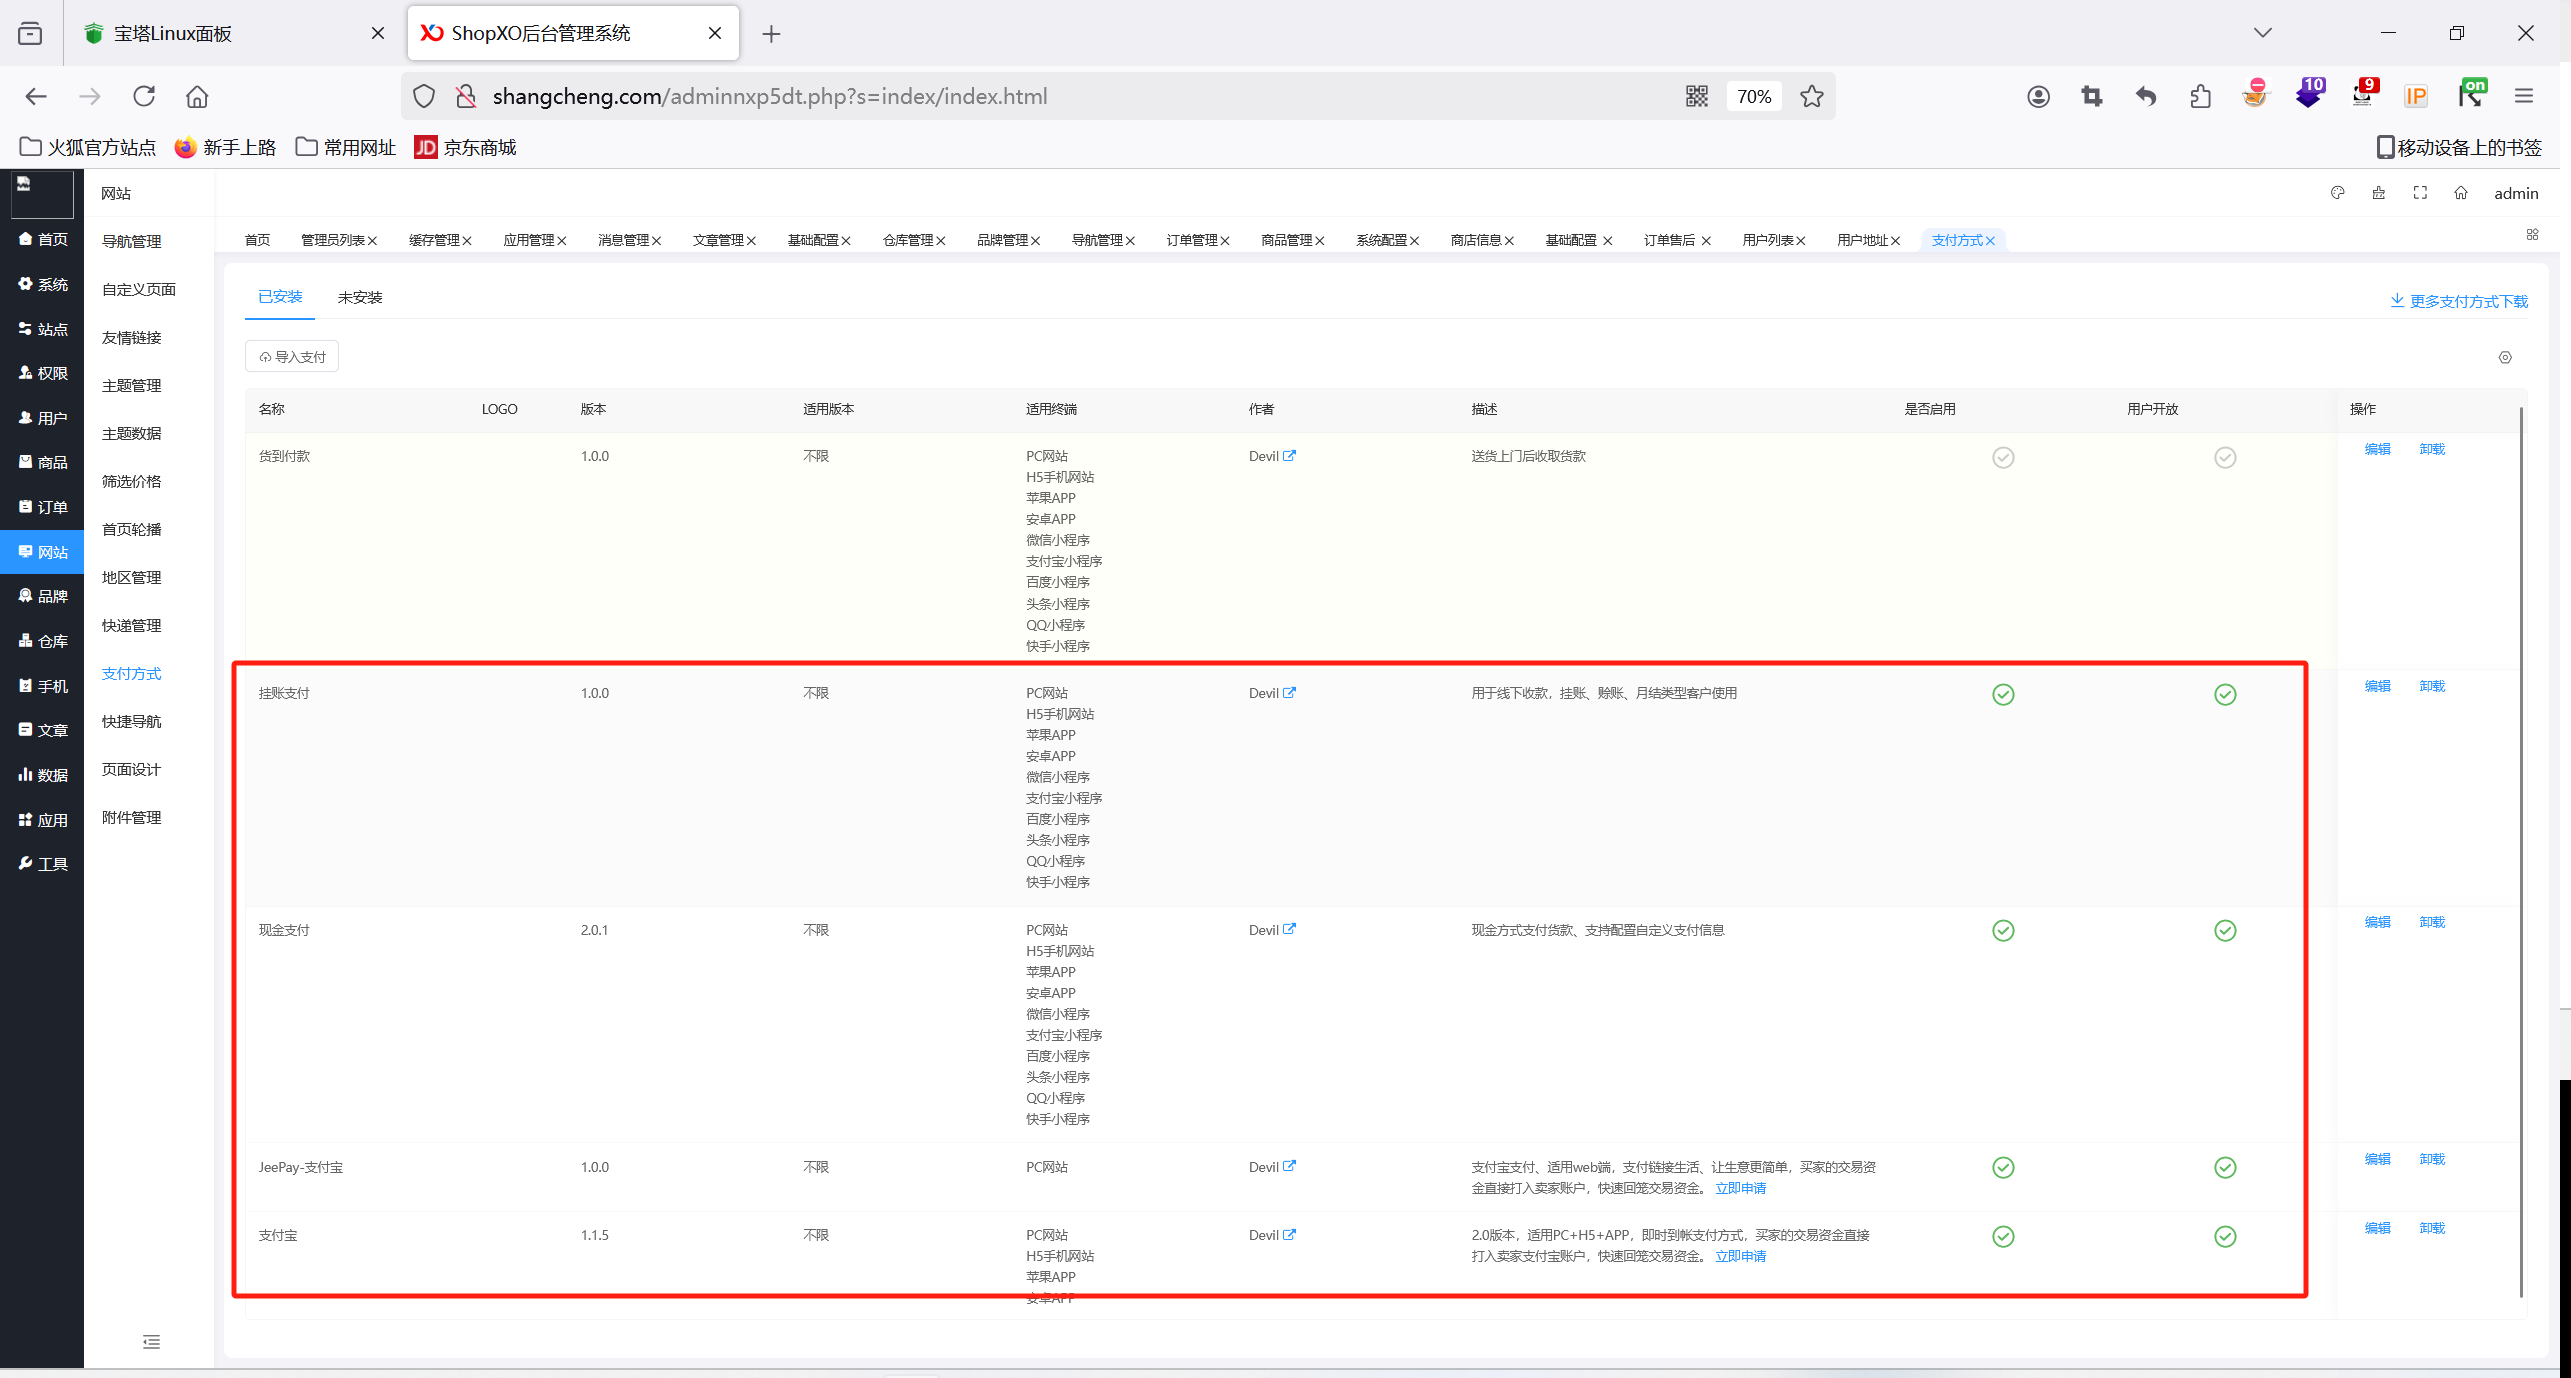 宝塔Linux面板
ShopXO后台管理系统
shangcheng.com/adminnxp5dt.php?s=index/index.html
70%
10
9
IP
on
火狐官方站点
新手上路
常用网址
JD
京东商城
移动设备上的书签
网站
admin
首页
系统
站点
权限
用户
商品
订单
网站
品牌
仓库
手机
文章
数据
应用
工具
导航管理
自定义页面
友情链接
主题管理
主题数据
筛选价格
首页轮播
地区管理
快递管理
支付方式
快捷导航
页面设计
附件管理
首页 管理员列表 缓存管理 应用管理 消息管理 文章管理 基础配置 仓库管理 品牌管理 导航管理 订单管理 商品管理 系统配置 商店信息 基础配置 订单售后 用户列表 用户地址 支付方式
已安装 未安装
更多支付方式下载
导入支付
名称 LOGO 版本 适用版本 适用终端 作者 描述 是否启用 用户开放 操作
货到付款 1.0.0 不限 PC网站 Devil 送货上门后收取货款 编辑 卸载
H5手机网站
苹果APP
安卓APP
微信小程序
支付宝小程序
百度小程序
头条小程序
QQ小程序
快手小程序
挂账支付 1.0.0 不限 PC网站 Devil 用于线下收款，挂账、赊账、月结类型客户使用 编辑 卸载
H5手机网站
苹果APP
安卓APP
微信小程序
支付宝小程序
百度小程序
头条小程序
QQ小程序
快手小程序
现金支付 2.0.1 不限 PC网站 Devil 现金方式支付货款、支持配置自定义支付信息 编辑 卸载
H5手机网站
苹果APP
安卓APP
微信小程序
支付宝小程序
百度小程序
头条小程序
QQ小程序
快手小程序
JeePay-支付宝 1.0.0 不限 PC网站 Devil 支付宝支付、适用web端，支付链接生活、让生意更简单，买家的交易资 编辑 卸载
金直接打入卖家账户，快速回笼交易资金。 立即申请
支付宝 1.1.5 不限 PC网站 Devil 2.0版本，适用PC+H5+APP，即时到帐支付方式，买家的交易资金直接 编辑 卸载
H5手机网站 打入卖家支付宝账户，快速回笼交易资金。 立即申请
苹果APP
安卓APP